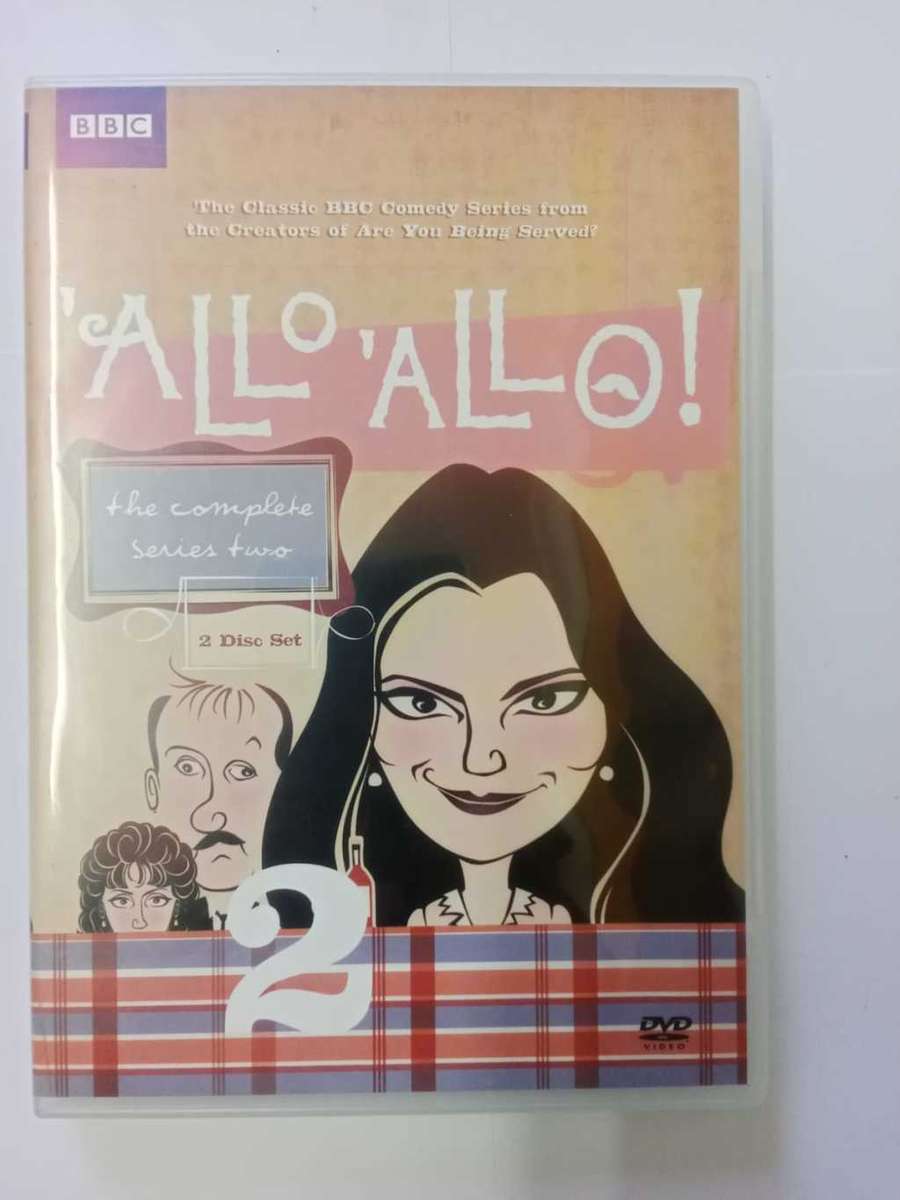 BBC
The Classic BBC Comedy Series from
the Creators of Are You Being Served?
'ALLO 'ALLO!
the complete
series two
2 Disc Set
2
DVD
VIDEO